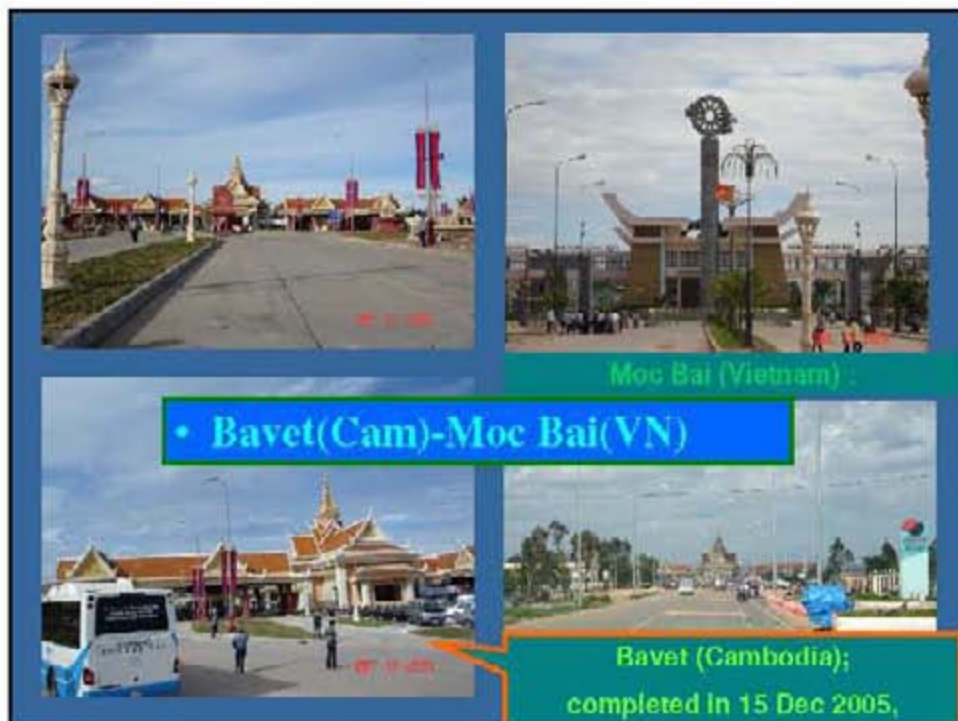 Moc Bai (Vietnam) :
• Bavet(Cam)-Moc Bai(VN)
Bavet (Cambodia);
completed in 15 Dec 2005,